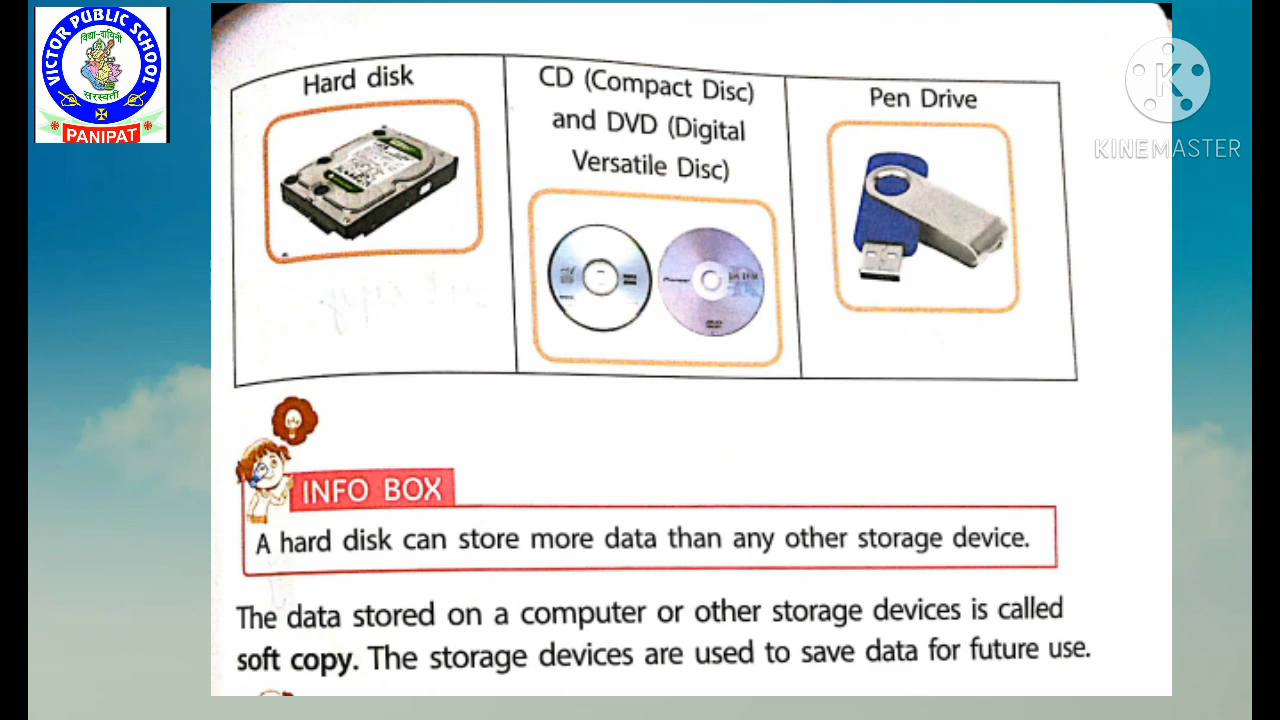 VICTOR PUBLIC SCHOOL
विद्या-दायिनी
सरस्वती
PANIPAT
Hard disk
CD (Compact Disc)
and DVD (Digital
Versatile Disc)
Pen Drive
K
KINEMASTER
INFO BOX
A hard disk can store more data than any other storage device.
The data stored on a computer or other storage devices is called
soft copy. The storage devices are used to save data for future use.